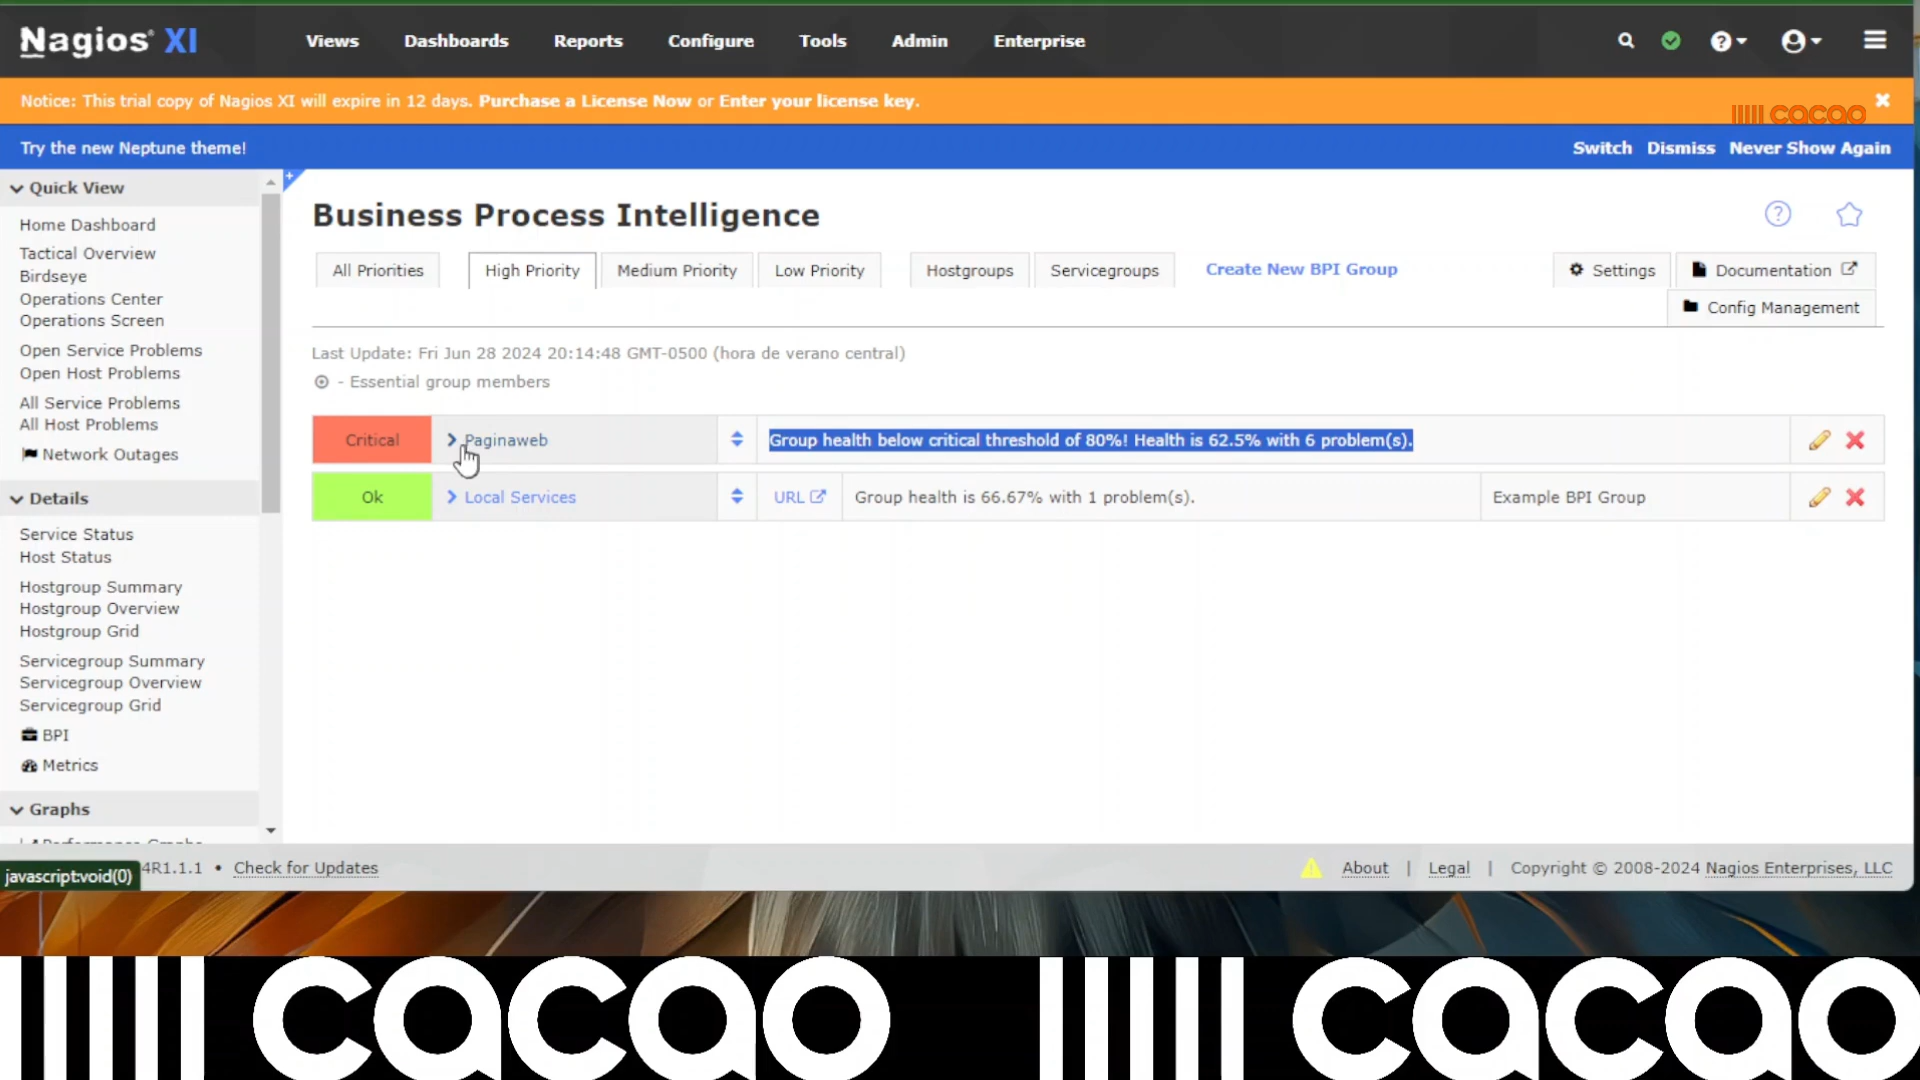 Nagios XI
Views Dashboards Reports Configure Tools Admin Enterprise
Notice: This trial copy of Nagios XI will expire in 12 days. Purchase a License Now or Enter your license key.
cacao
Try the new Neptune theme!
Switch Dismiss Never Show Again
Quick View
Home Dashboard
Tactical Overview
Birdseye
Operations Center
Operations Screen
Open Service Problems
Open Host Problems
All Service Problems
All Host Problems
Network Outages
Details
Service Status
Host Status
Hostgroup Summary
Hostgroup Overview
Hostgroup Grid
Servicegroup Summary
Servicegroup Overview
Servicegroup Grid
BPI
Metrics
Graphs
Business Process Intelligence
All Priorities High Priority Medium Priority Low Priority Hostgroups Servicegroups Create New BPI Group Settings Documentation
Config Management
Last Update: Fri Jun 28 2024 20:14:48 GMT-0500 (hora de verano central)
- Essential group members
Critical Paginaweb Group health below critical threshold of 80%! Health is 62.5% with 6 problem(s).
Ok Local Services URL Group health is 66.67% with 1 problem(s). Example BPI Group
javascript:void(0) 4R1.1.1 • Check for Updates
About | Legal | Copyright © 2008-2024 Nagios Enterprises, LLC
cacao cacao